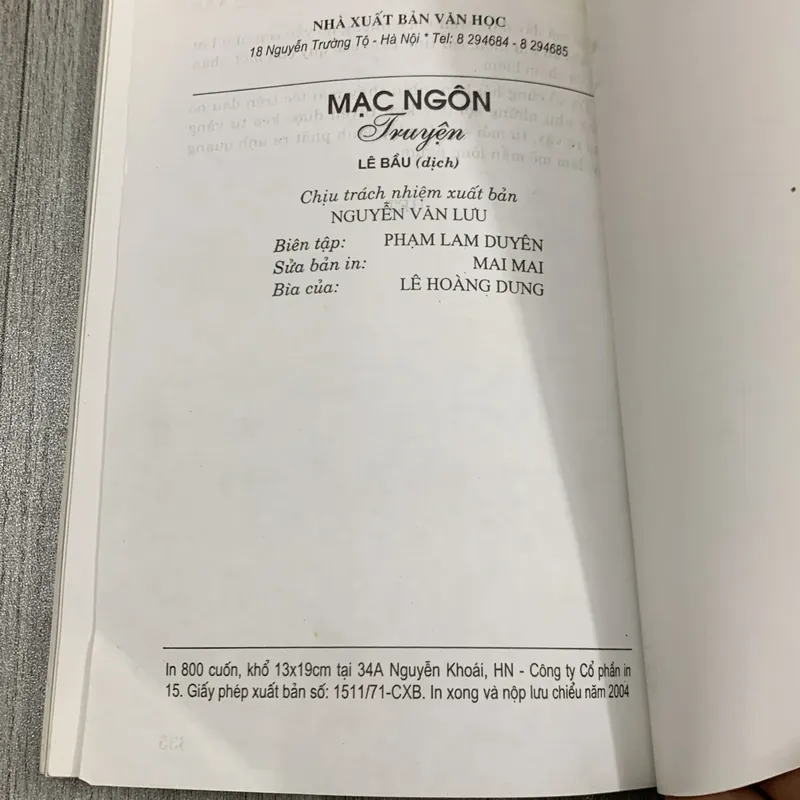 NHÀ XUẤT BẢN VĂN HỌC
18 Nguyễn Trường Tộ - Hà Nội * Tel: 8 294684 - 8 294685
MẠC NGÔN
Truyện
LÊ BẦU (dịch)
Chịu trách nhiệm xuất bản
NGUYỄN VĂN LƯU
Biên tập: PHẠM LAM DUYÊN
Sửa bản in: MAI MAI
Bìa của: LÊ HOÀNG DUNG
In 800 cuốn, khổ 13x19cm tại 34A Nguyễn Khoái, HN - Công ty Cổ phần in
15. Giấy phép xuất bản số: 1511/71-CXB. In xong và nộp lưu chiểu năm 2004